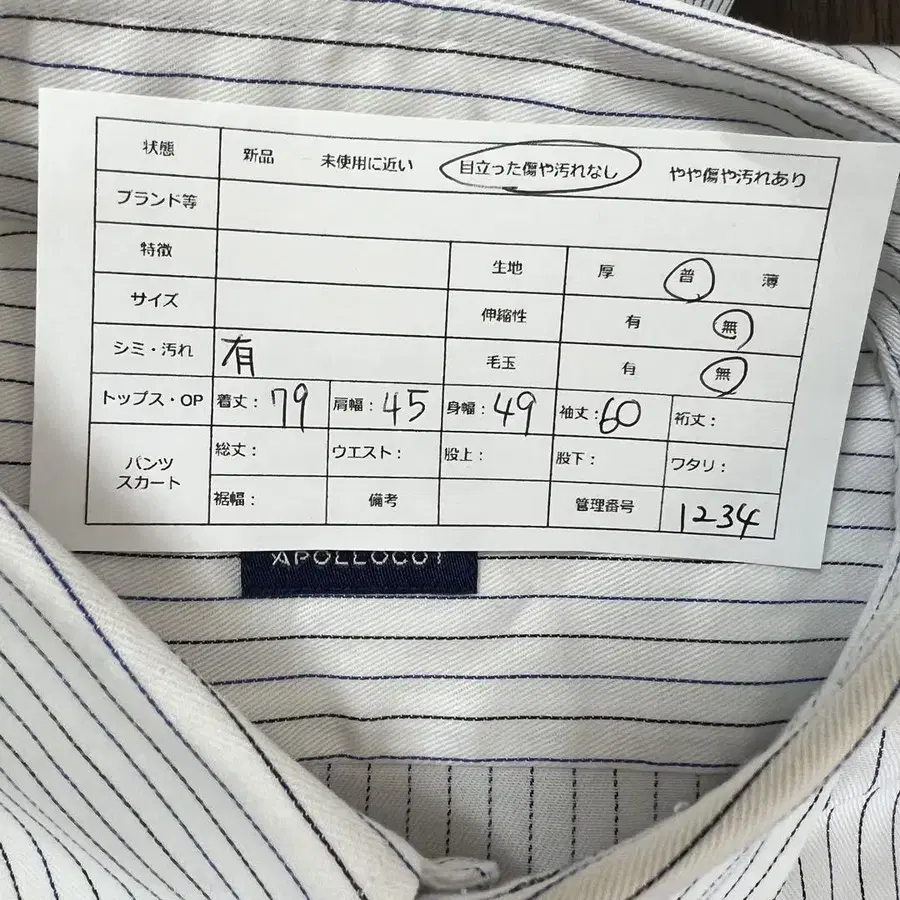 状態 新品 未使用に近い 目立った傷や汚れなし やや傷や汚れあり
ブランド等
特徴 生地 厚 普 薄
サイズ 伸縮性 有 無
シミ・汚れ 有 毛玉 有 無
トップス・OP 着丈：79 肩幅：45 身幅：49 袖丈：60 裄丈：
パンツ
スカート
総丈： ウエスト： 股上： 股下： ワタリ：
裾幅： 備考 管理番号 1234